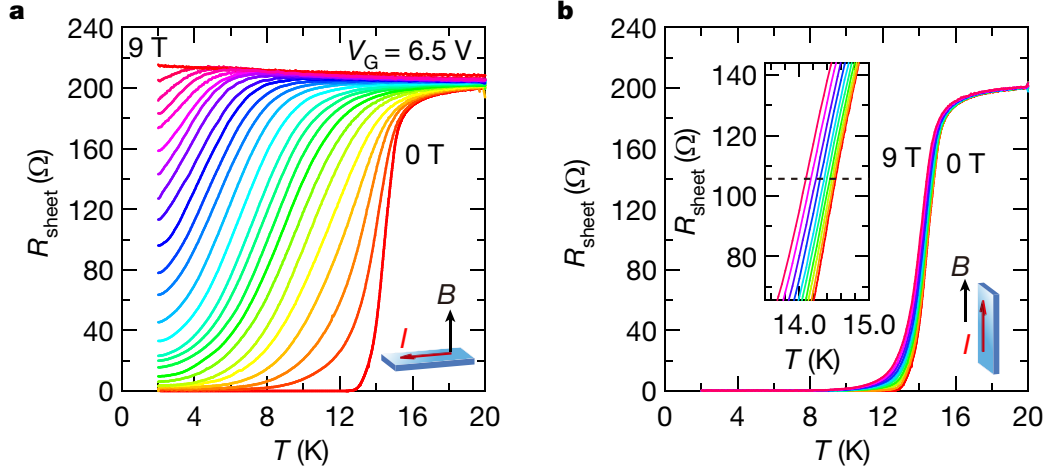 a
240
200
160
120
80
40
0
R_sheet (Ω)
9 T
V_G = 6.5 V
0 T
B
I
0 4 8 12 16 20
T (K)
b
240
200
160
120
80
40
0
R_sheet (Ω)
140
120
100
80
R_sheet (Ω)
14.0 15.0
T (K)
9 T 0 T
B
I
0 4 8 12 16 20
T (K)